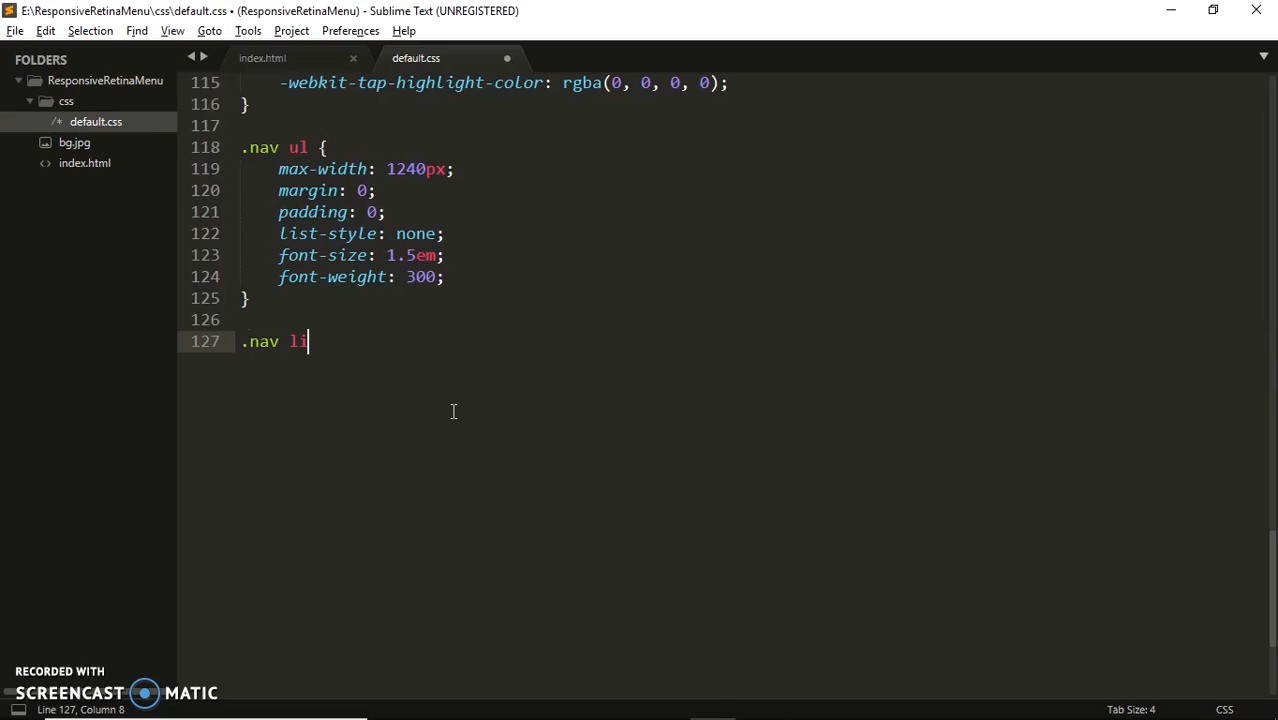 E:\ResponsiveRetinaMenu\css\default.css • (ResponsiveRetinaMenu) - Sublime Text (UNREGISTERED)
File Edit Selection Find View Goto Tools Project Preferences Help
FOLDERS
ResponsiveRetinaMenu
css
/* default.css
bg.jpg
<> index.html
index.html
default.css
115 -webkit-tap-highlight-color: rgba(0, 0, 0, 0);
116 }
117
118 .nav ul {
119 max-width: 1240px;
120 margin: 0;
121 padding: 0;
122 list-style: none;
123 font-size: 1.5em;
124 font-weight: 300;
125 }
126
127 .nav li
RECORDED WITH
SCREENCAST MATIC
Line 127, Column 8
Tab Size: 4
CSS